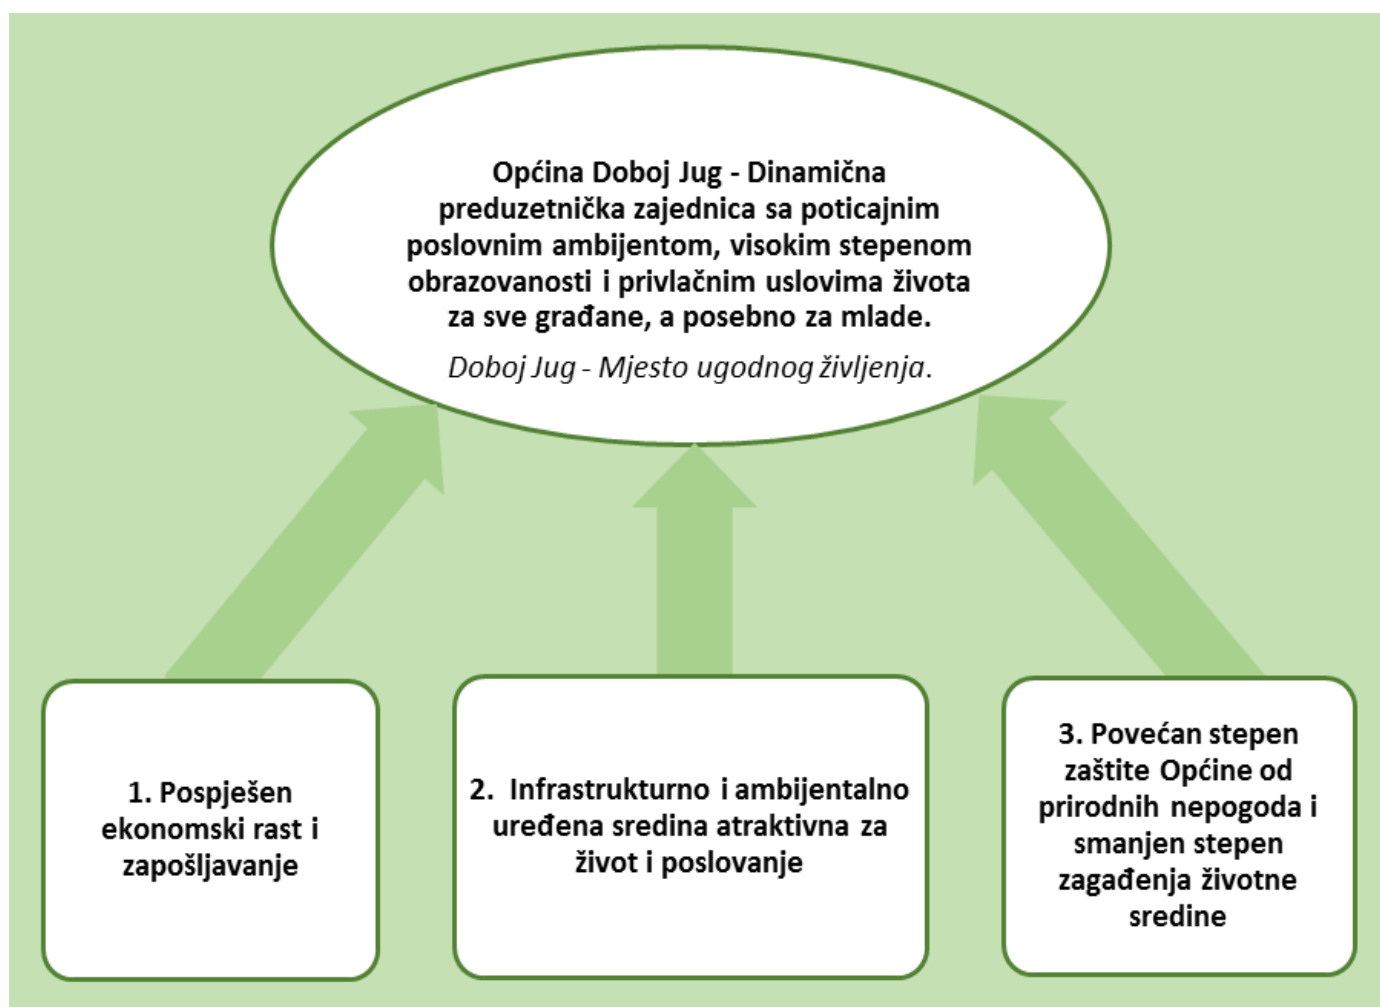 Općina Doboj Jug - Dinamična
preduzetnička zajednica sa poticajnim
poslovnim ambijentom, visokim stepenom
obrazovanosti i privlačnim uslovima života
za sve građane, a posebno za mlade.
Doboj Jug - Mjesto ugodnog življenja.
1. Pospješen
ekonomski rast i
zapošljavanje
2. Infrastrukturno i ambijentalno
uređena sredina atraktivna za
život i poslovanje
3. Povećan stepen
zaštite Općine od
prirodnih nepogoda i
smanjen stepen
zagađenja životne
sredine